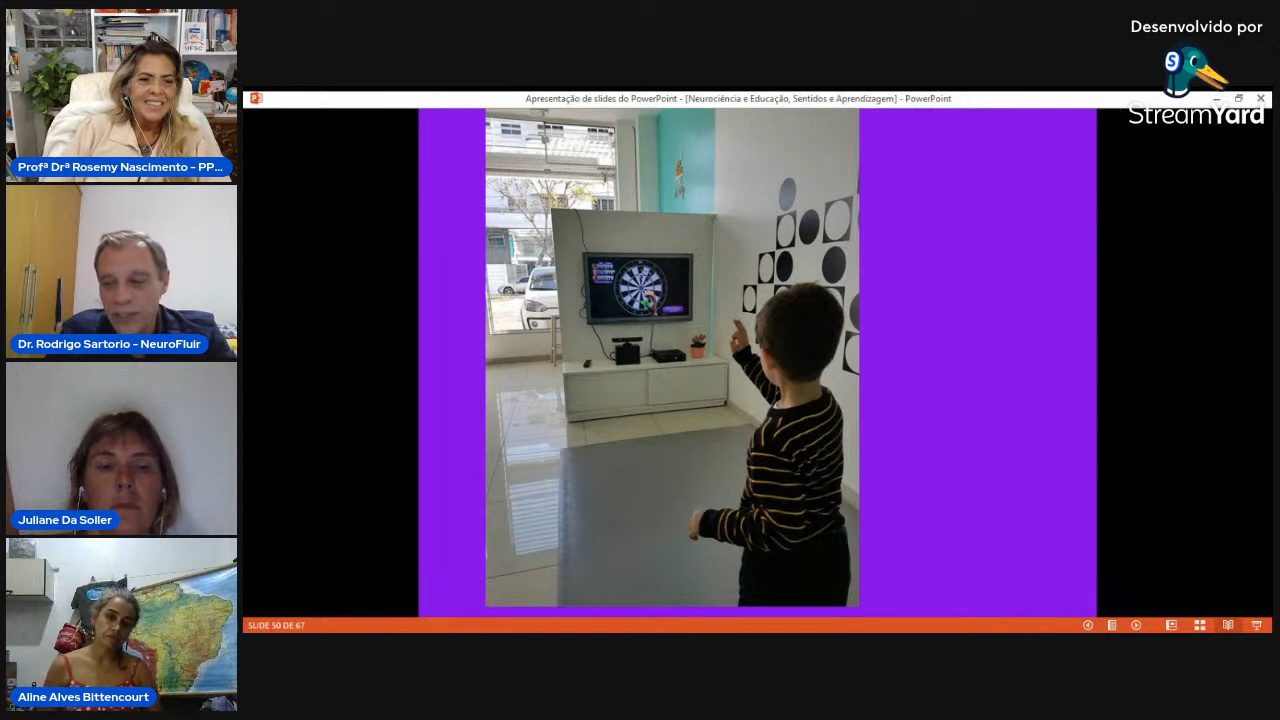 UFSC
Profª Drª Rosemy Nascimento - PP...
Dr. Rodrigo Sartorio - NeuroFluir
Juliane Da Soller
Aline Alves Bittencourt
Desenvolvido por
StreamYard
Apresentação de slides do PowerPoint - [Neurociência e Educação, Sentidos e Aprendizagem] - PowerPoint
SLIDE 50 DE 67